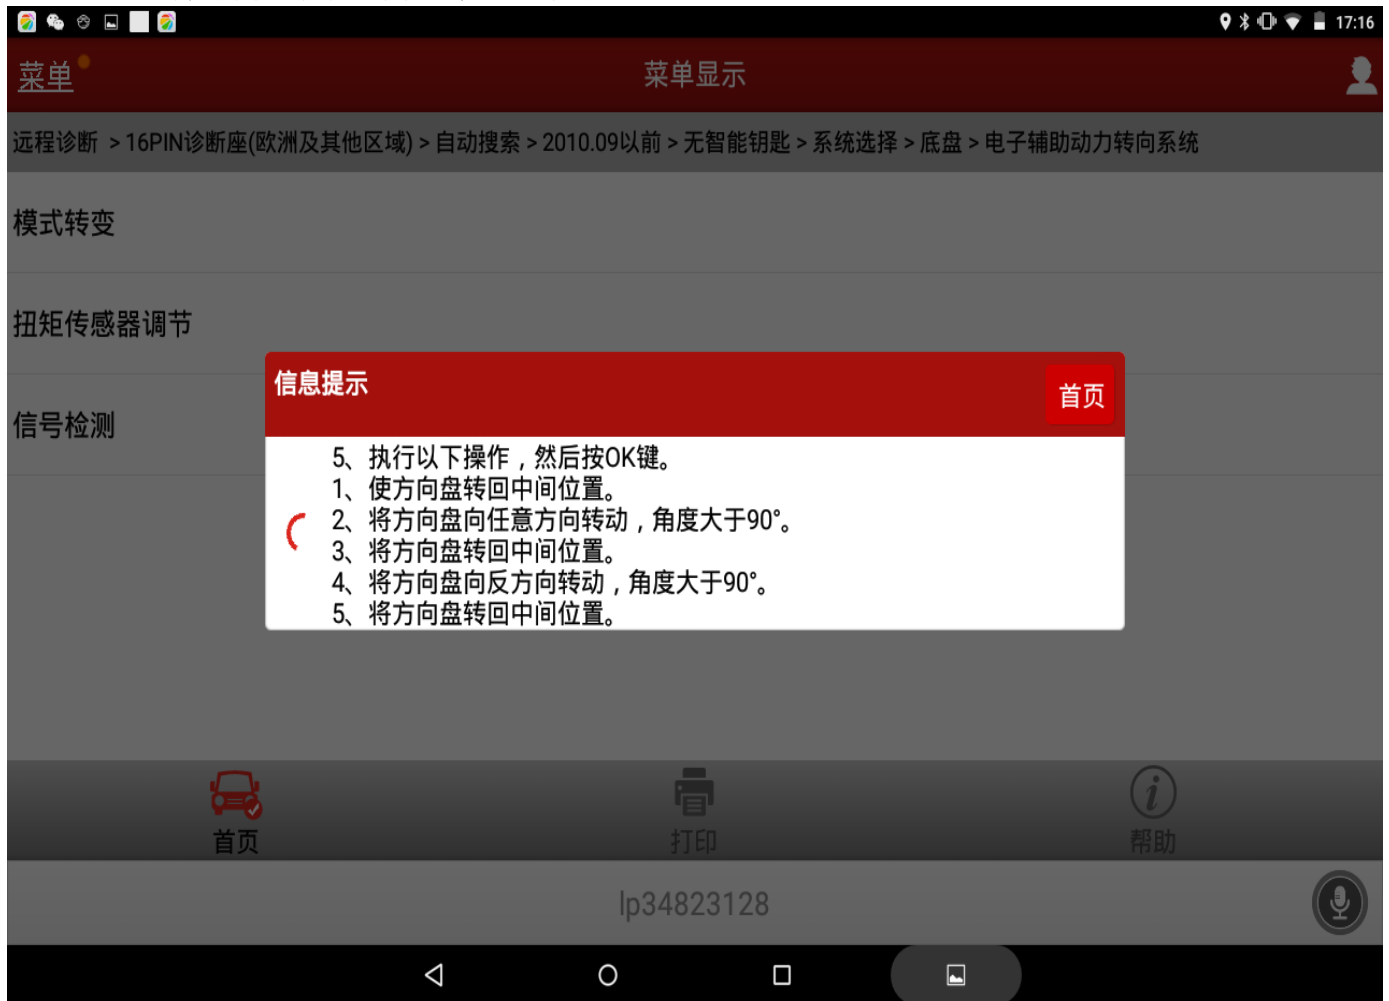 17:16
菜单
菜单显示
远程诊断 > 16PIN诊断座(欧洲及其他区域) > 自动搜索 > 2010.09以前 > 无智能钥匙 > 系统选择 > 底盘 > 电子辅助动力转向系统
模式转变
扭矩传感器调节
信号检测
信息提示
首页
5、执行以下操作，然后按OK键。
1、使方向盘转回中间位置。
2、将方向盘向任意方向转动，角度大于90°。
3、将方向盘转回中间位置。
4、将方向盘向反方向转动，角度大于90°。
5、将方向盘转回中间位置。
首页
打印
帮助
lp34823128